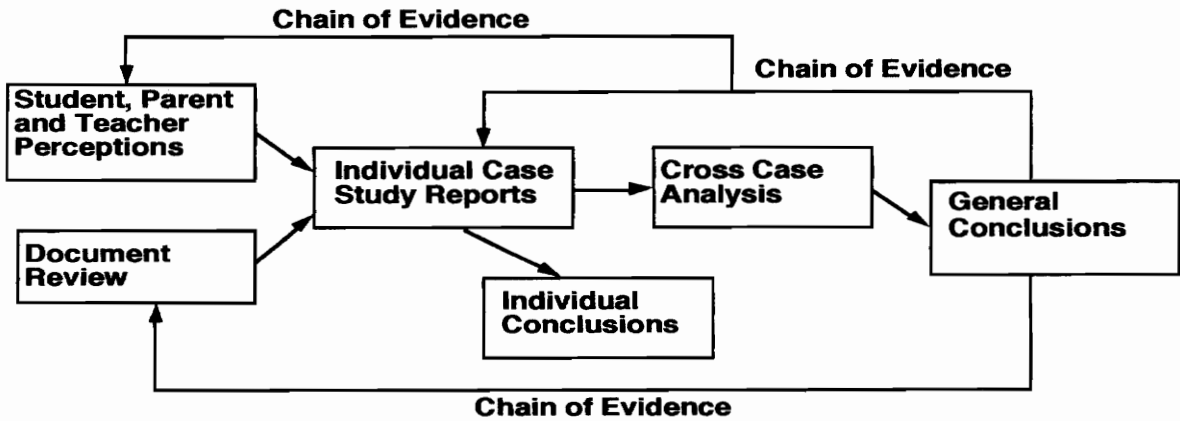 Chain of Evidence
Chain of Evidence
Student, Parent
and Teacher
Perceptions
Individual Case
Study Reports
Cross Case
Analysis
General
Conclusions
Document
Review
Individual
Conclusions
Chain of Evidence